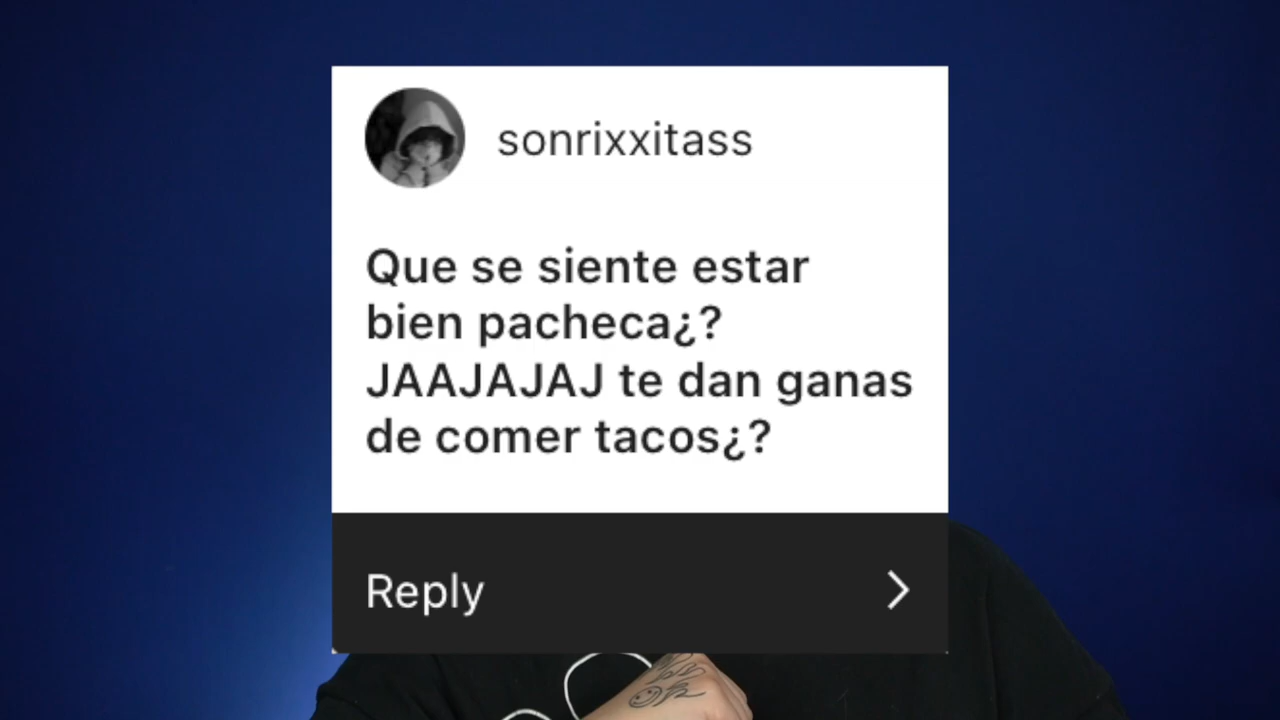 sonrixxitass
Que se siente estar
bien pacheca¿?
JAAJAJAJ te dan ganas
de comer tacos¿?
Reply